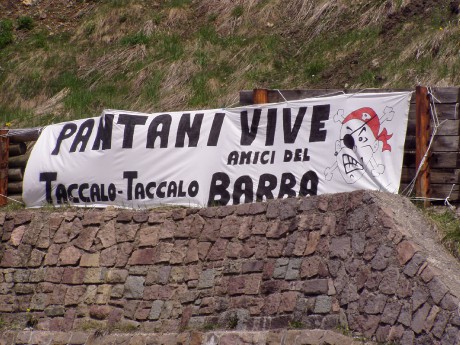 PANTANI VIVE
AMICI DEL
TACCALO-TACCALO BARBA